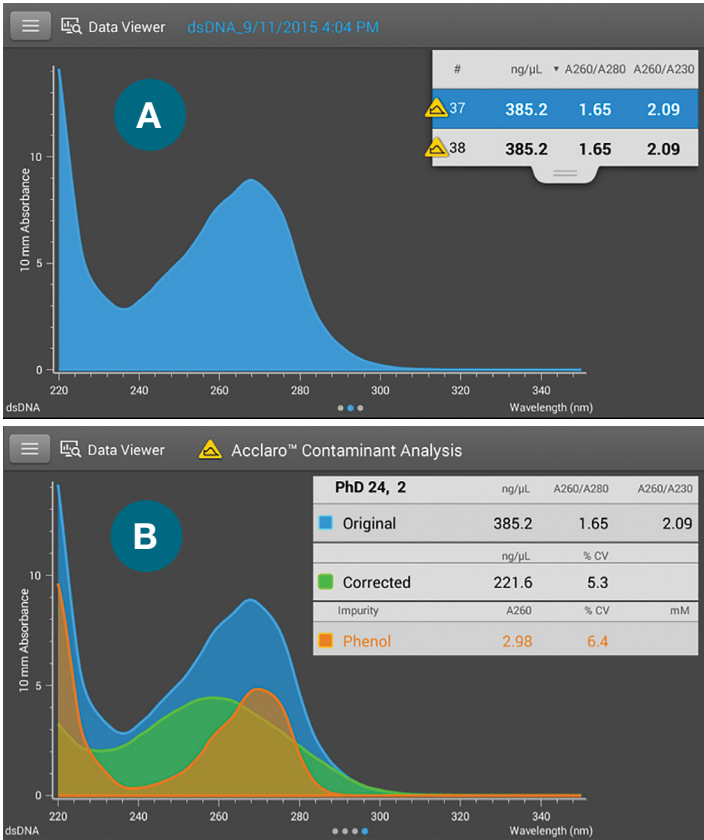 Data Viewer dsDNA_9/11/2015 4:04 PM
# ng/µL ▼ A260/A280 A260/A230
37 385.2 1.65 2.09
38 385.2 1.65 2.09
A
10 mm Absorbance
10
5
0
220 240 260 280 300 320 340
dsDNA Wavelength (nm)
Data Viewer Acclaro™ Contaminant Analysis
PhD 24, 2 ng/µL A260/A280 A260/A230
Original 385.2 1.65 2.09
ng/µL % CV
Corrected 221.6 5.3
Impurity A260 % CV mM
Phenol 2.98 6.4
B
10 mm Absorbance
10
5
0
220 240 260 280 300 320 340
dsDNA Wavelength (nm)